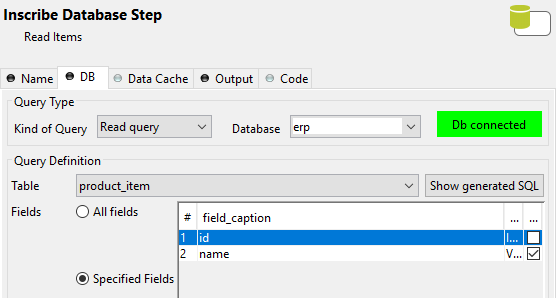 Inscribe Database Step
Read Items
Name DB Data Cache Output Code
Query Type
Kind of Query Read query Database erp Db connected
Query Definition
Table product_item Show generated SQL
Fields All fields
# field_caption ... ...
1 id I...
2 name V...
Specified Fields